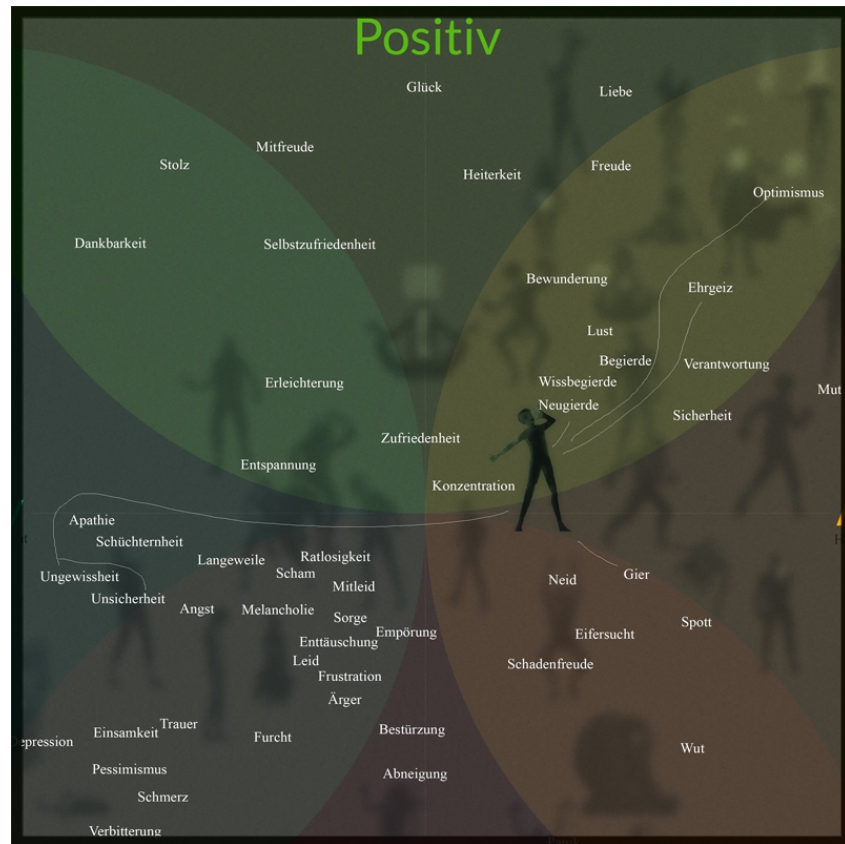 Positiv
Glück
Liebe
Mitfreude
Stolz
Heiterkeit
Freude
Optimismus
Dankbarkeit
Selbstzufriedenheit
Bewunderung
Ehrgeiz
Lust
Begierde
Verantwortung
Erleichterung
Wissbegierde
Mut
Neugierde
Sicherheit
Zufriedenheit
Entspannung
Konzentration
Apathie
Schüchternheit
Langeweile
Ratlosigkeit
Scham
Ungewissheit
Mitleid
Neid
Gier
Unsicherheit
Angst
Melancholie
Sorge
Spott
Empörung
Eifersucht
Enttäuschung
Leid
Schadenfreude
Frustration
Ärger
Trauer
Einsamkeit
Bestürzung
Furcht
epression
Wut
Pessimismus
Abneigung
Schmerz
Verbitterung